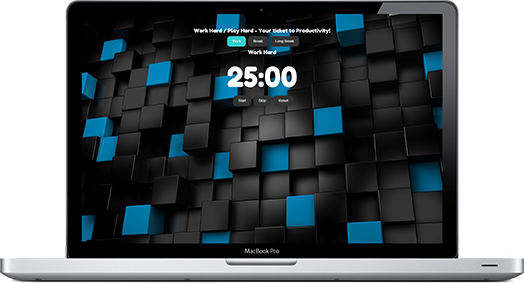 Work Hard / Play Hard - Your ticket to Productivity!
Work Break Long Break
Work Hard
25:00
Start Skip Reset
MacBook Pro